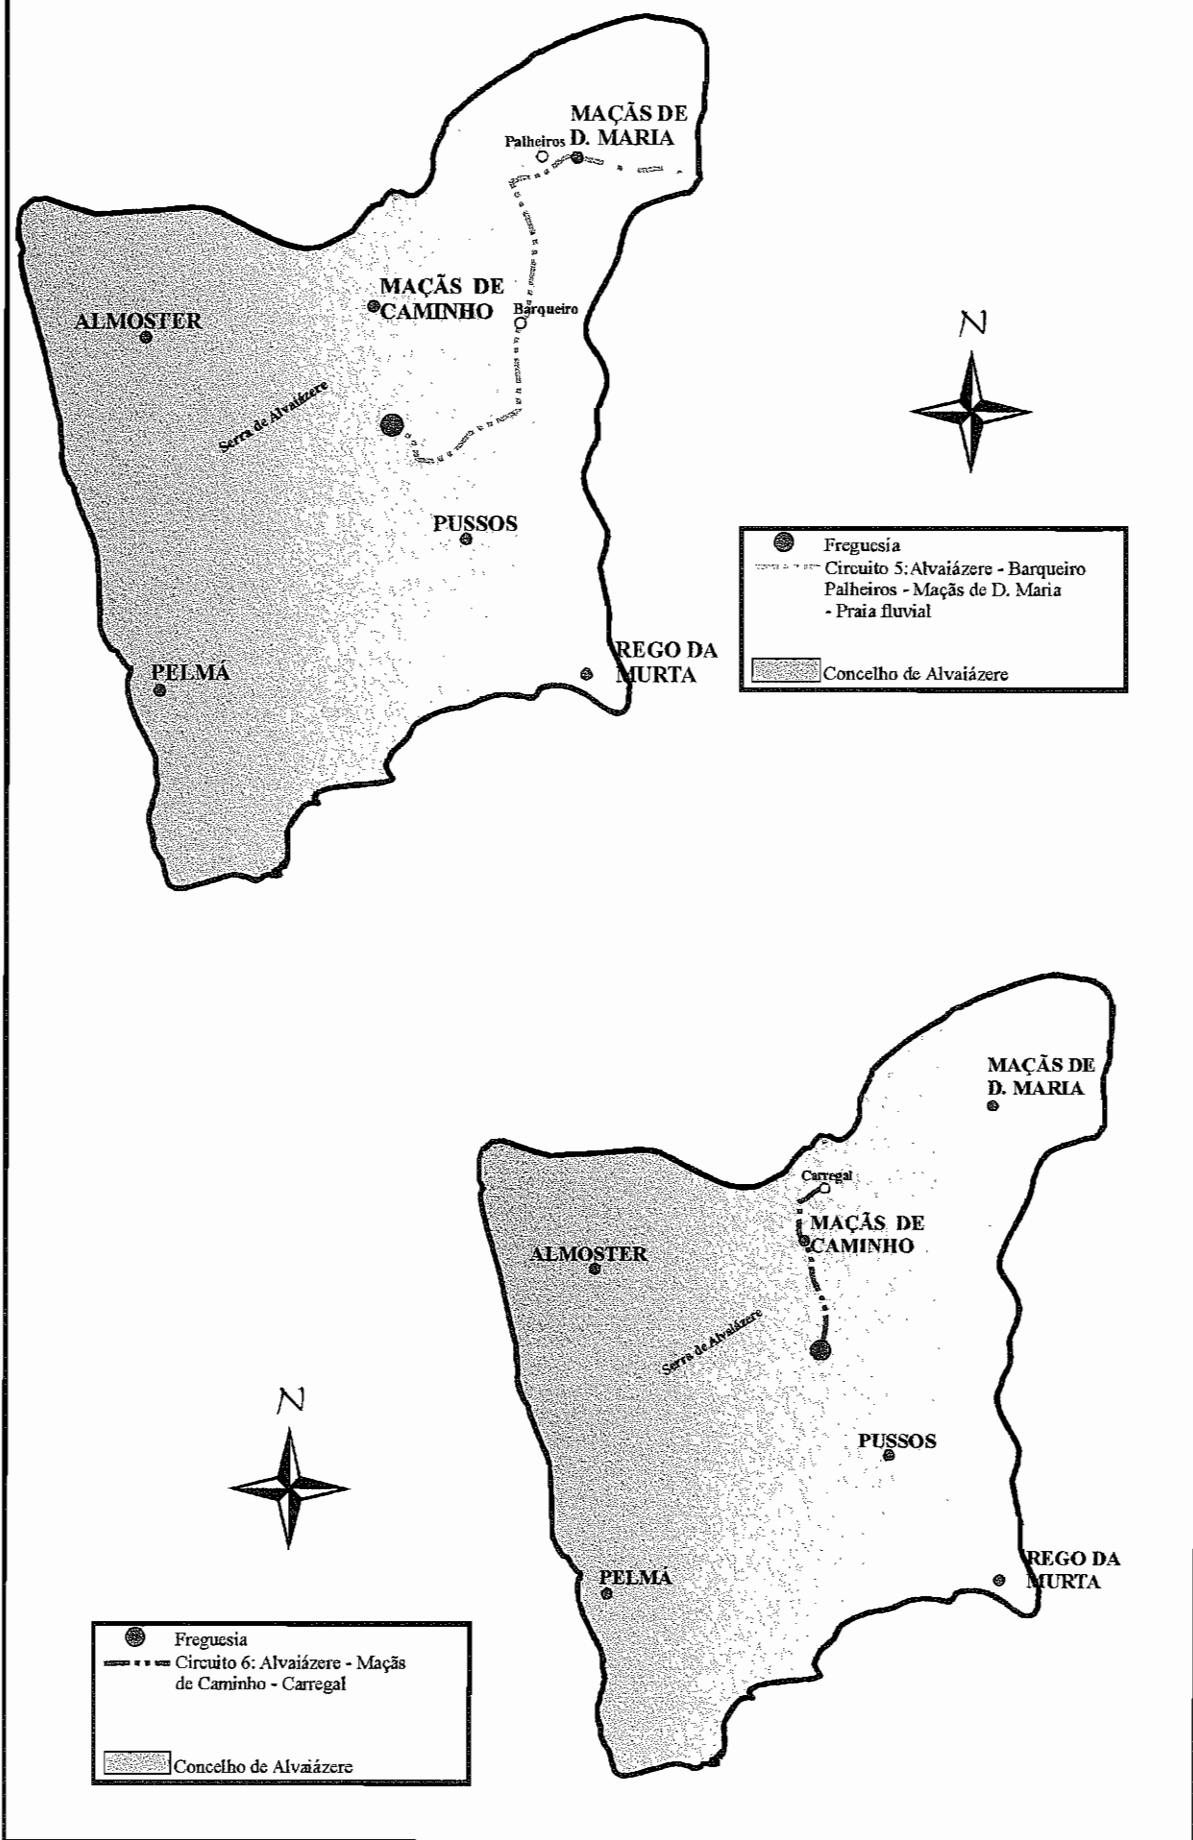 MAÇÃS DE
Palheiros D. MARIA
MAÇÃS DE
CAMINHO
Barqueiro
ALMOSTER
Serra de Alvaiázere
PUSSOS
REGO DA
MURTA
PELMÁ
N
Freguesia
Circuito 5: Alvaiázere - Barqueiro
Palheiros - Maçãs de D. Maria
- Praia fluvial
Concelho de Alvaiázere
MAÇÃS DE
D. MARIA
Carregal
MAÇÃS DE
CAMINHO
ALMOSTER
Serra de Alvaiázere
PUSSOS
REGO DA
MURTA
PELMÁ
N
Freguesia
Circuito 6: Alvaiázere - Maçãs
de Caminho - Carregal
Concelho de Alvaiázere